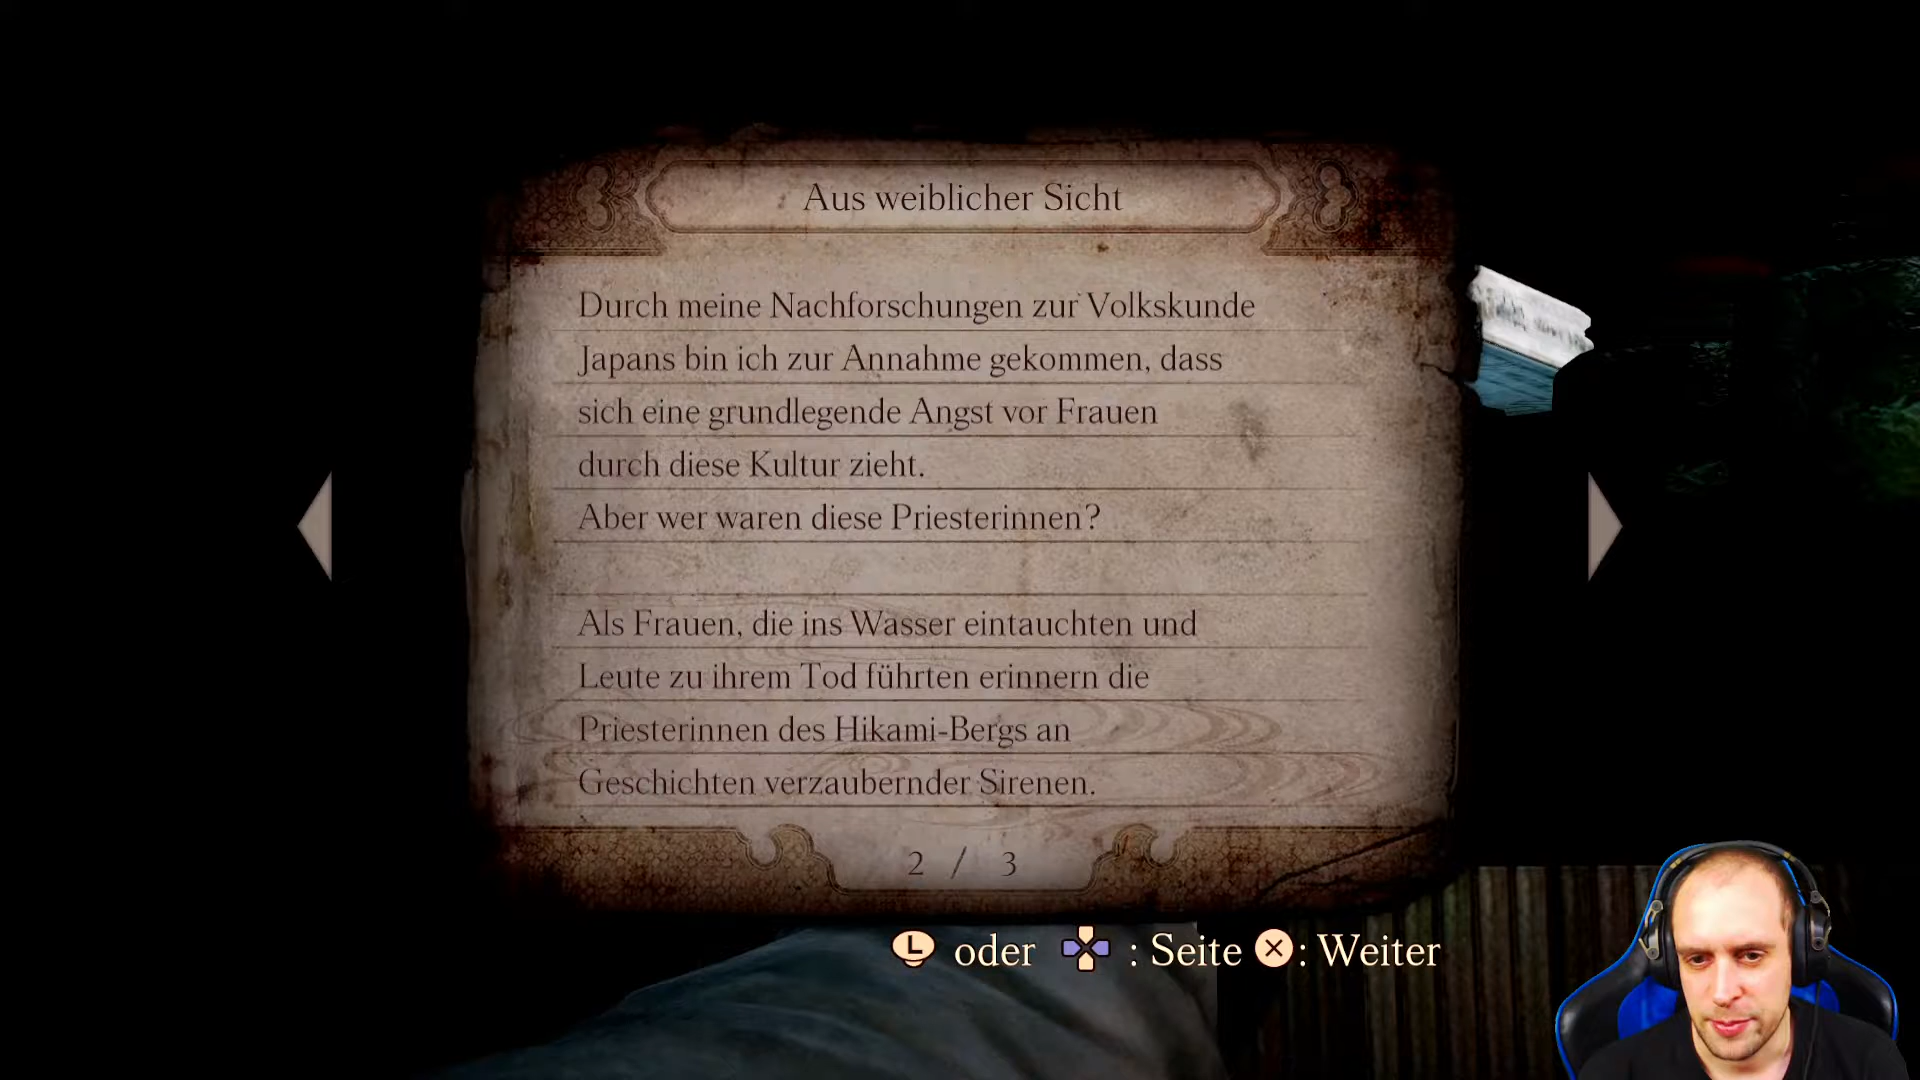 Aus weiblicher Sicht
Durch meine Nachforschungen zur Volkskunde
Japans bin ich zur Annahme gekommen, dass
sich eine grundlegende Angst vor Frauen
durch diese Kultur zieht.
Aber wer waren diese Priesterinnen?
Als Frauen, die ins Wasser eintauchten und
Leute zu ihrem Tod führten erinnern die
Priesterinnen des Hikami-Bergs an
Geschichten verzaubernder Sirenen.
2 / 3
L oder : Seite : Weiter